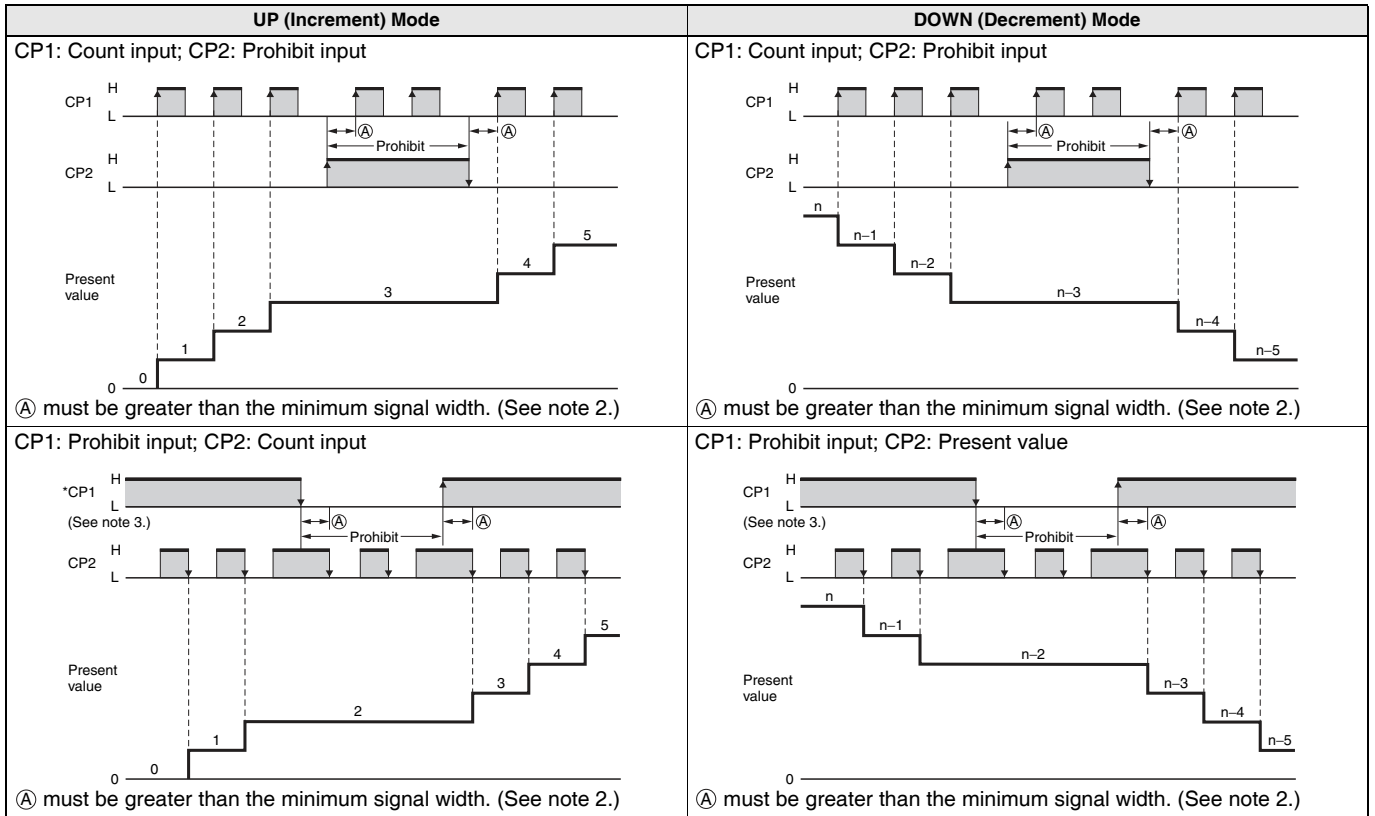 UP (Increment) Mode
DOWN (Decrement) Mode
CP1: Count input; CP2: Prohibit input
CP1
H
L
Ⓐ
Ⓐ
Prohibit
CP2
H
L
Present
value
0
0
1
2
3
4
5
Ⓐ must be greater than the minimum signal width. (See note 2.)
CP1: Count input; CP2: Prohibit input
CP1
H
L
Ⓐ
Ⓐ
Prohibit
CP2
H
L
n
n–1
n–2
n–3
n–4
n–5
Present
value
0
Ⓐ must be greater than the minimum signal width. (See note 2.)
CP1: Prohibit input; CP2: Count input
*CP1
H
L
(See note 3.)
Ⓐ
Ⓐ
Prohibit
CP2
H
L
Present
value
0
0
1
2
3
4
5
Ⓐ must be greater than the minimum signal width. (See note 2.)
CP1: Prohibit input; CP2: Present value
CP1
H
L
(See note 3.)
Ⓐ
Ⓐ
Prohibit
CP2
H
L
n
n–1
n–2
n–3
n–4
n–5
Present
value
0
Ⓐ must be greater than the minimum signal width. (See note 2.)